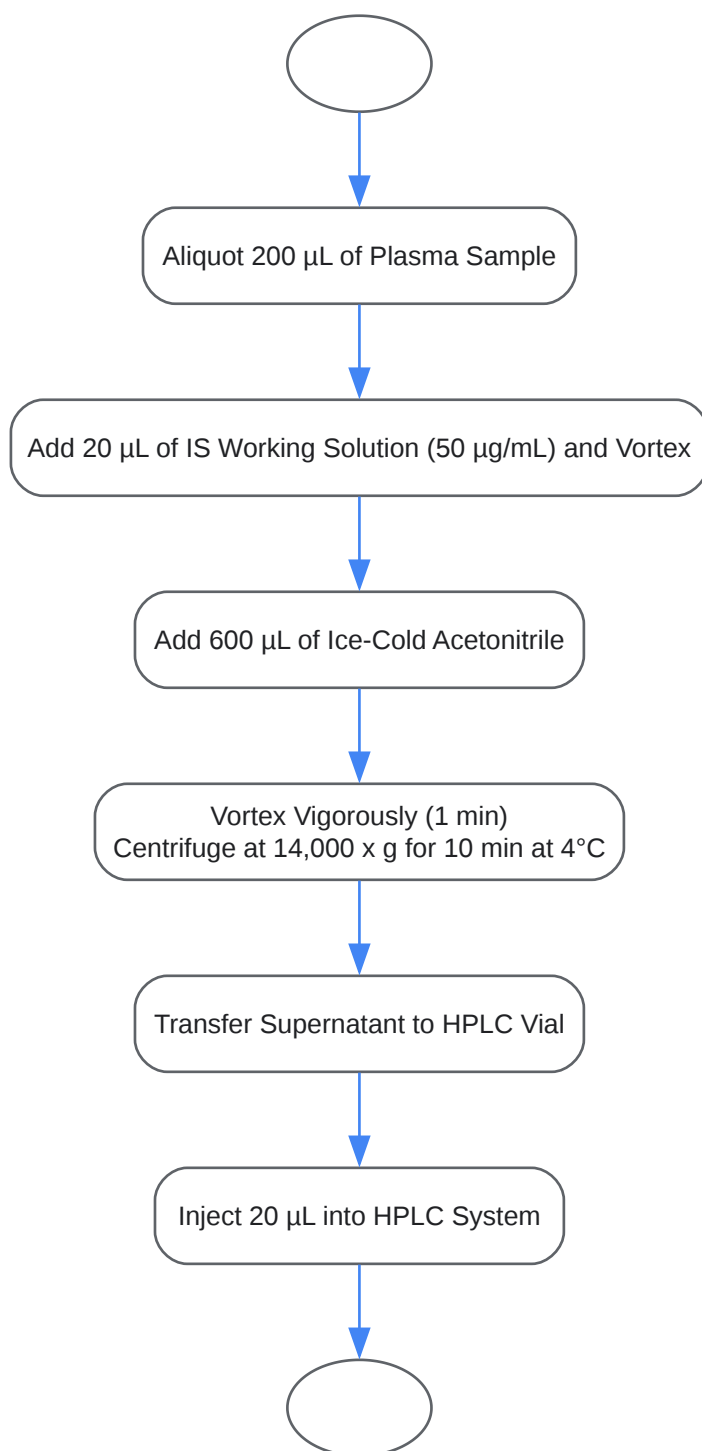 Aliquot 200 µL of Plasma Sample
Add 20 µL of IS Working Solution (50 µg/mL) and Vortex
Add 600 µL of Ice-Cold Acetonitrile
Vortex Vigorously (1 min)
Centrifuge at 14,000 x g for 10 min at 4°C
Transfer Supernatant to HPLC Vial
Inject 20 µL into HPLC System